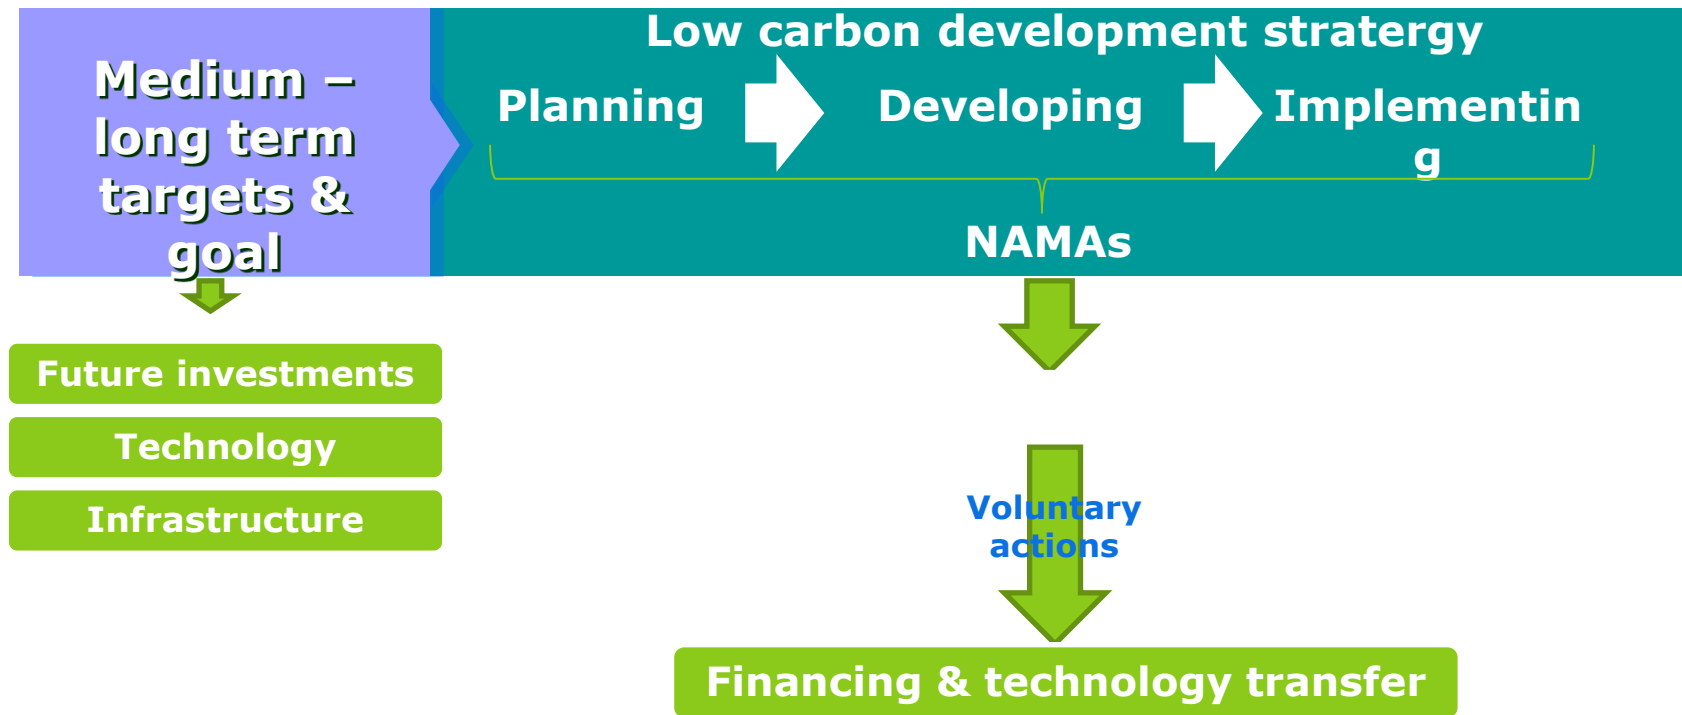 Low carbon development stratergy
Medium –
long term
targets &
goal
Planning
Developing
Implementin
g
NAMAs
Future investments
Technology
Infrastructure
Voluntary
actions
Financing & technology transfer